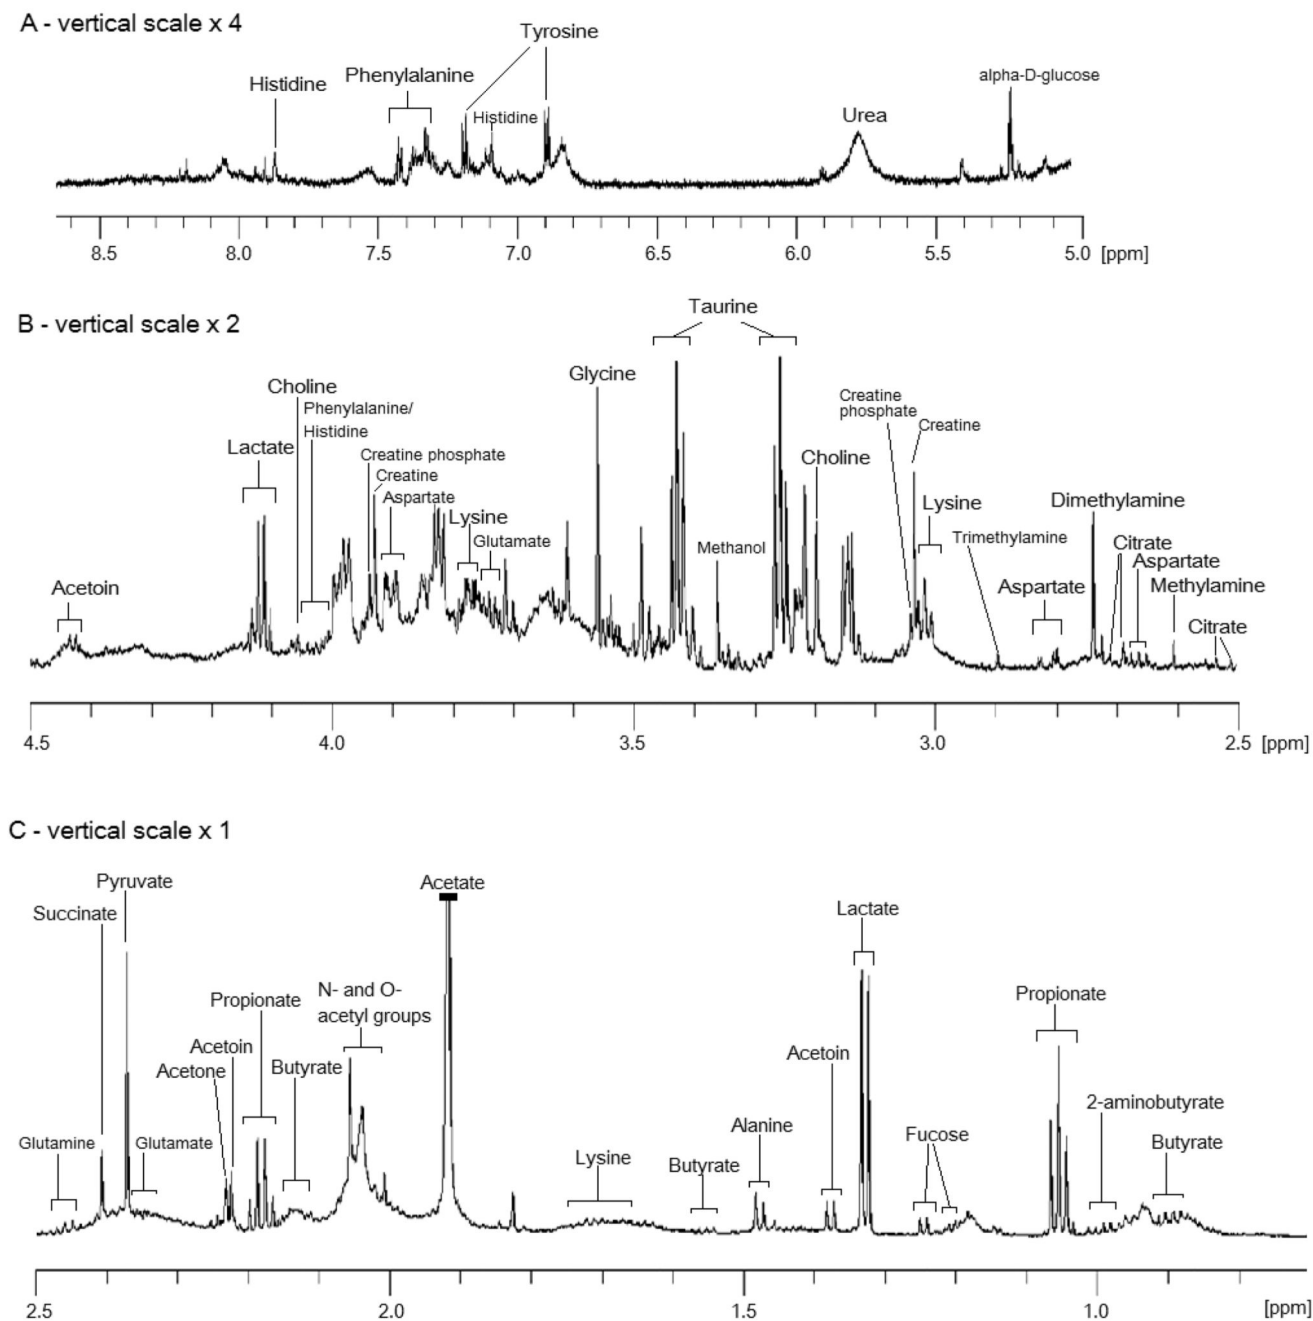 A - vertical scale x 4
Tyrosine
Histidine
Phenylalanine
Histidine
Urea
alpha-D-glucose
8.5 8.0 7.5 7.0 6.5 6.0 5.5 5.0 [ppm]
B - vertical scale x 2
Taurine
Glycine
Choline
Phenylalanine/
Histidine
Lactate
Creatine phosphate
Creatine
Aspartate
Lysine
Glutamate
Methanol
Choline
Creatine
phosphate
Creatine
Lysine
Trimethylamine
Dimethylamine
Citrate
Aspartate
Aspartate
Methylamine
Citrate
Acetoin
4.5 4.0 3.5 3.0 2.5 [ppm]
C - vertical scale x 1
Pyruvate
Succinate
Acetate
Lactate
Propionate
N- and O-
acetyl groups
Propionate
Acetoin
Acetone
Butyrate
Acetoin
Glutamine
Glutamate
Lysine
Butyrate
Alanine
Fucose
2-aminobutyrate
Butyrate
2.5 2.0 1.5 1.0 [ppm]